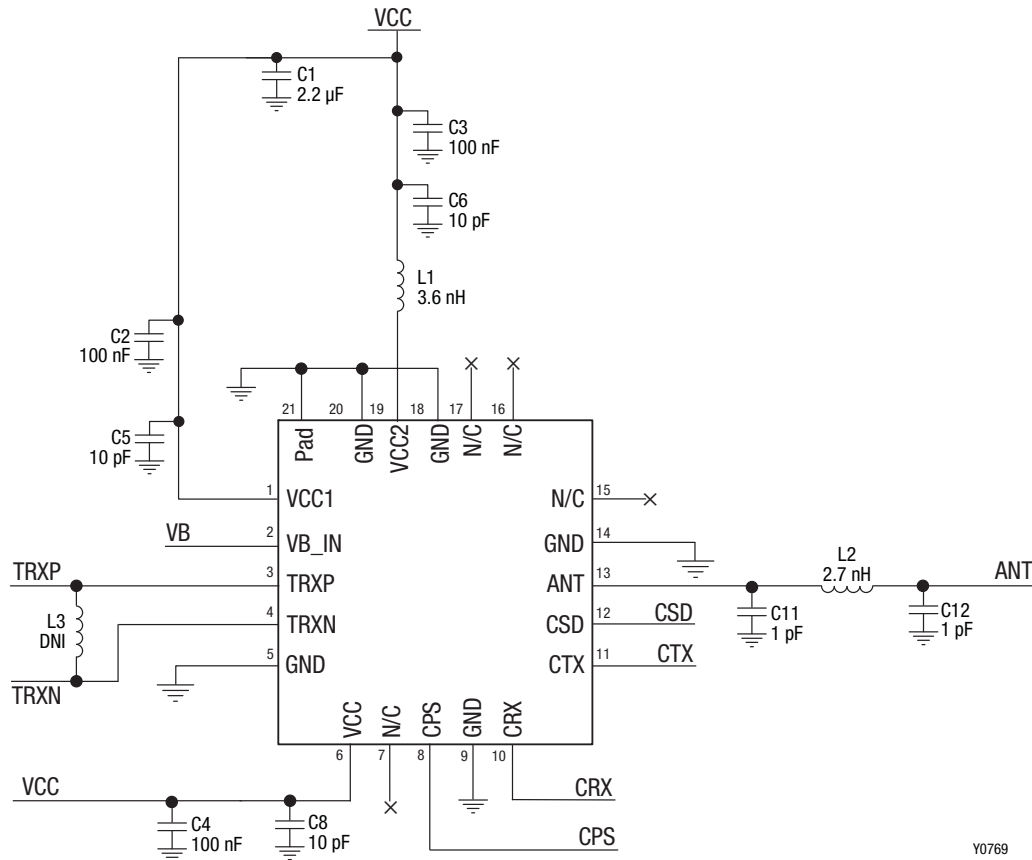 VCC
C1
2.2 µF
C3
100 nF
C6
10 pF
L1
3.6 nH
C2
100 nF
C5
10 pF
21
20
19
18
17
16
Pad
GND
VCC2
GND
N/C
N/C
1
VCC1
N/C
15
VB
2
VB_IN
GND
14
TRXP
3
TRXP
ANT
13
L2
2.7 nH
ANT
L3
DNI
4
TRXN
CSD
12
CSD
C11
1 pF
C12
1 pF
TRXN
5
GND
CTX
11
CTX
VCC
N/C
CPS
GND
CRX
6
7
8
9
10
VCC
CRX
C4
100 nF
C8
10 pF
CPS
Y0769